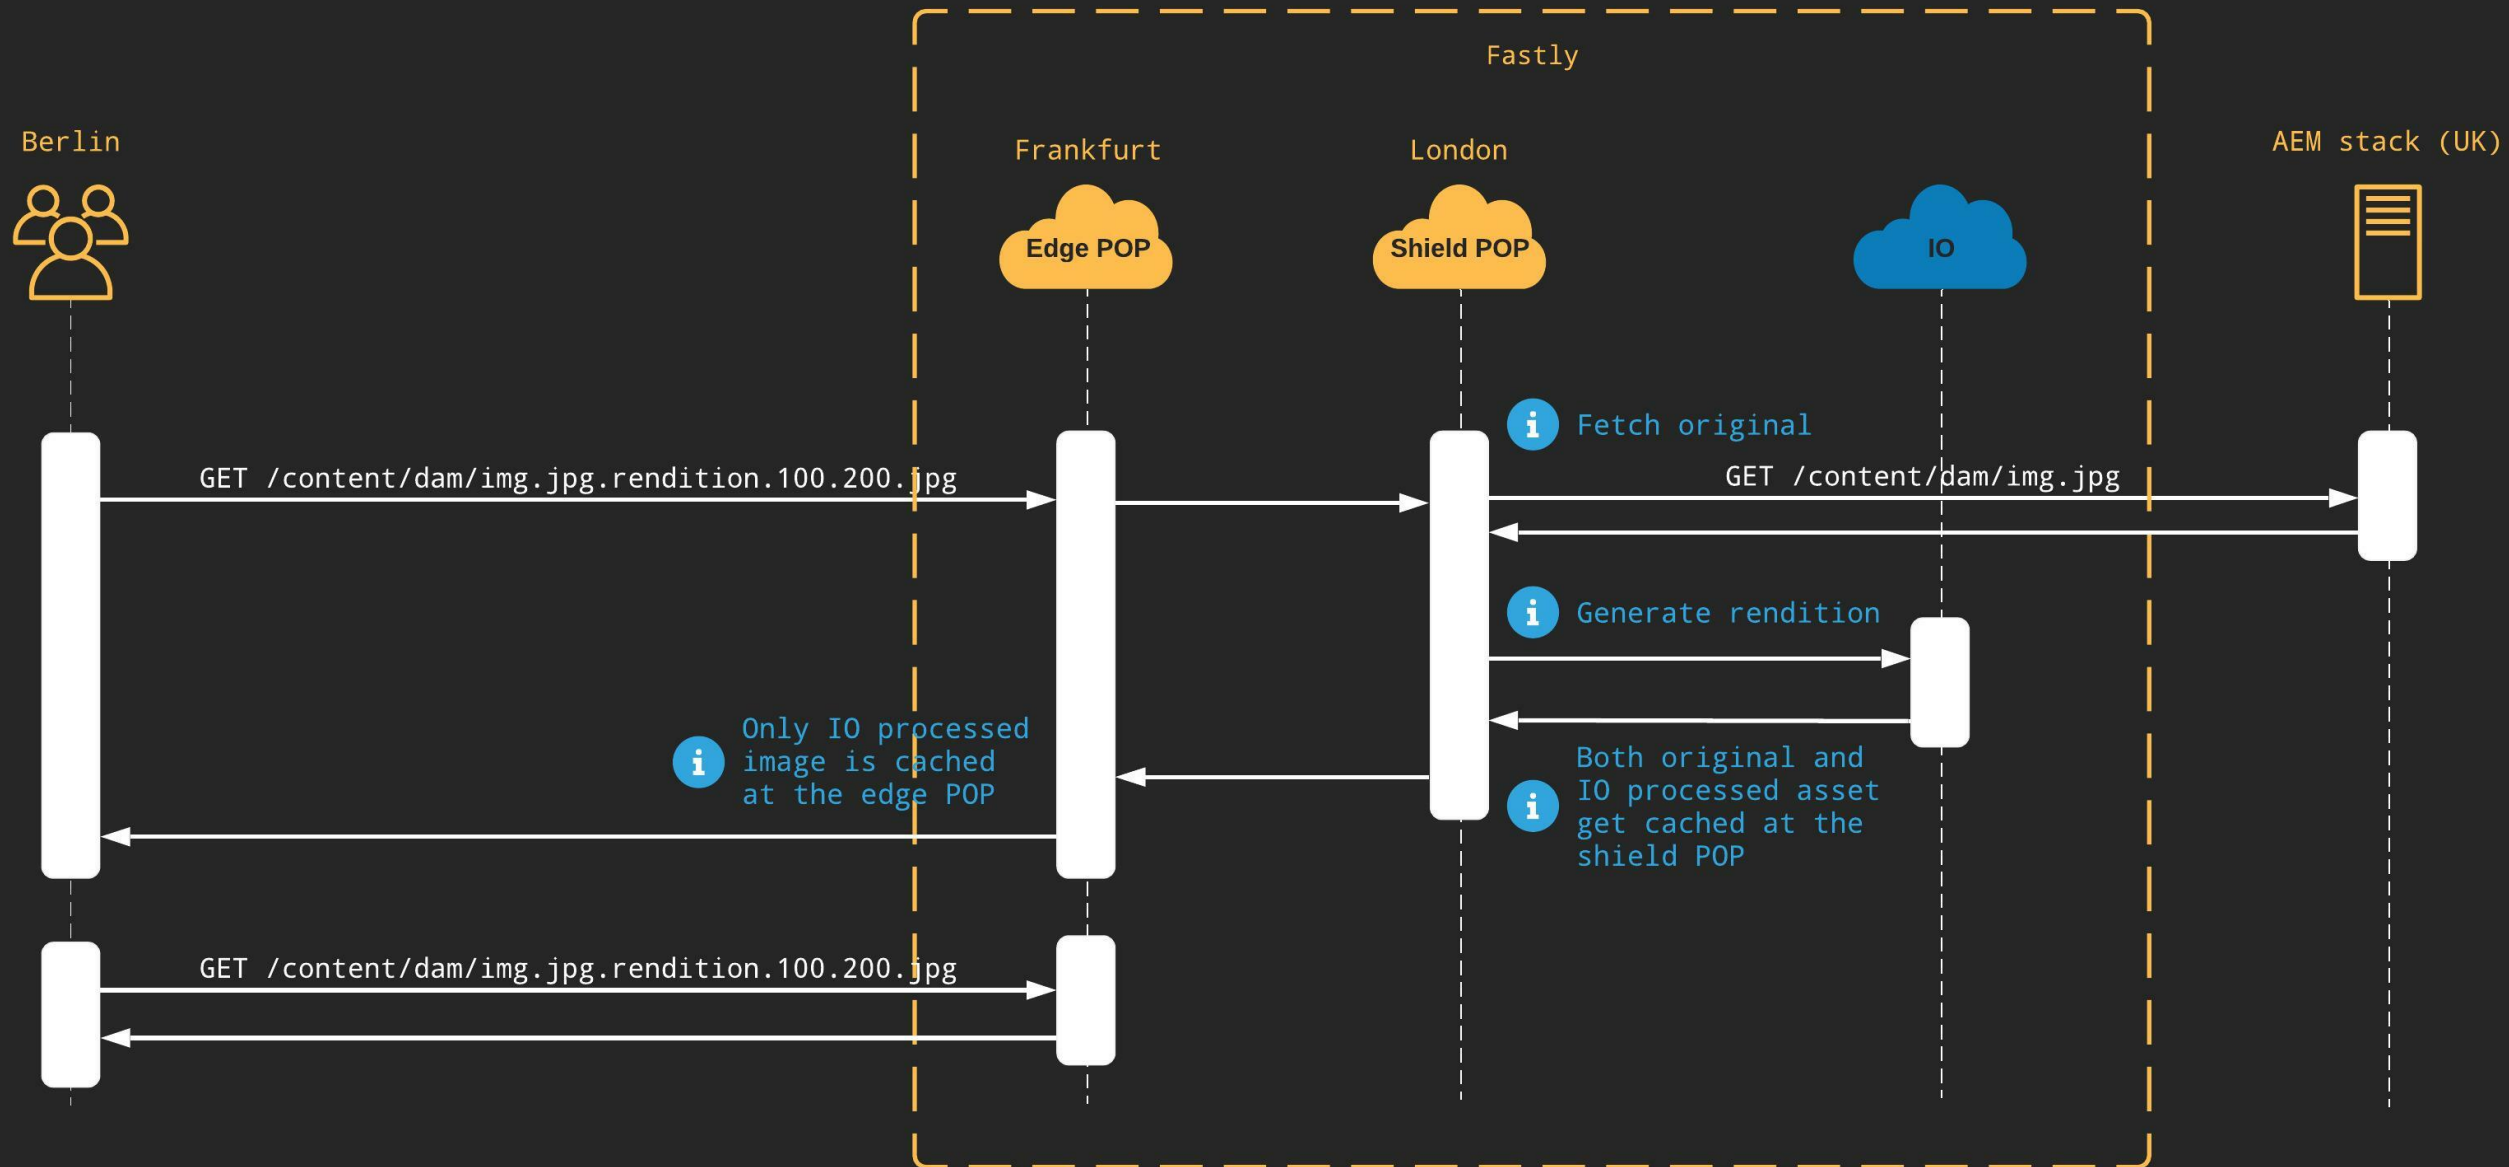 Fastly
Berlin
Frankfurt
London
AEM stack (UK)
Edge POP
Shield POP
IO
Fetch original
GET /content/dam/img.jpg.rendition.100.200.jpg
GET /content/dam/img.jpg
Generate rendition
Only IO processed
image is cached
at the edge POP
Both original and
IO processed asset
get cached at the
shield POP
GET /content/dam/img.jpg.rendition.100.200.jpg